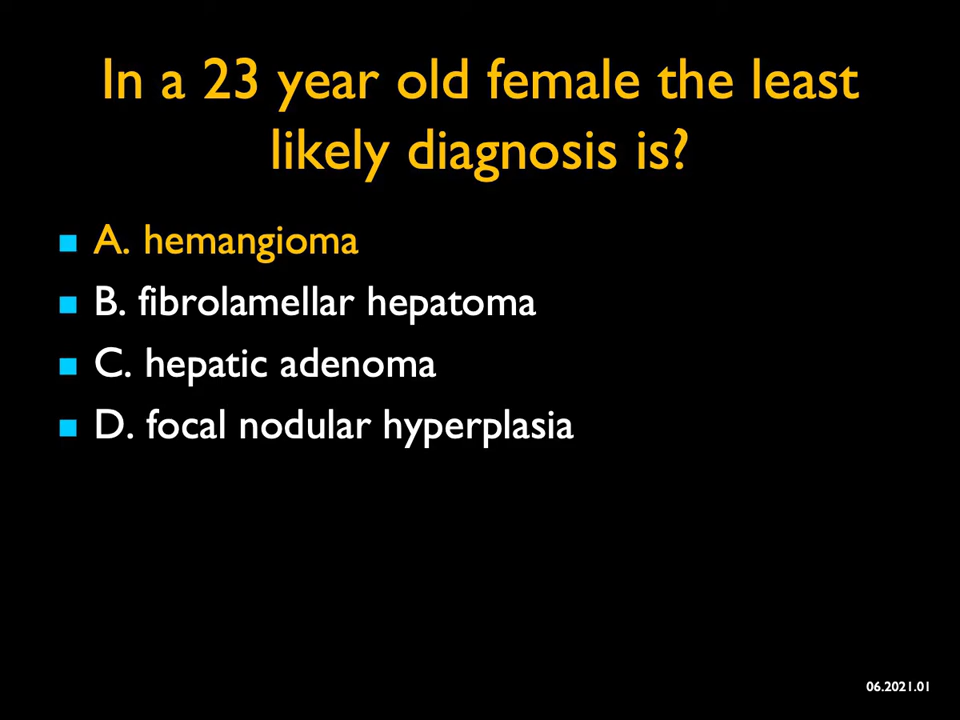 In a 23 year old female the least
likely diagnosis is?
A. hemangioma
B. fibrolamellar hepatoma
C. hepatic adenoma
D. focal nodular hyperplasia
06.2021.01